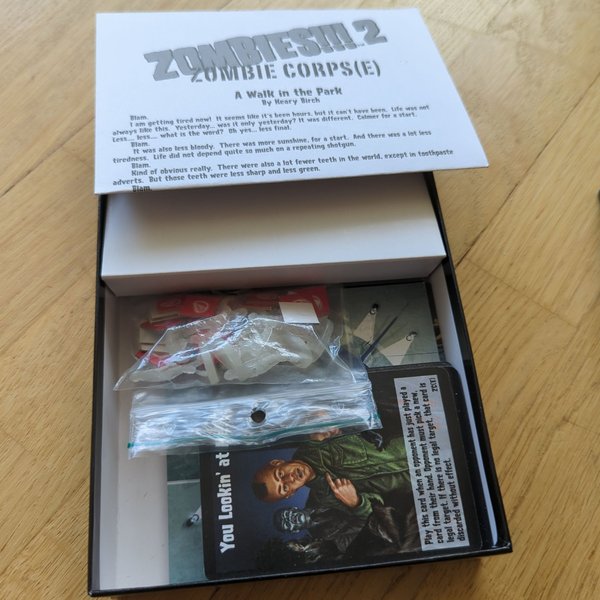 ZOMBIES!!! 2
ZOMBIE CORPS(E)
A Walk in the Park
By Keary Birch
Blam.
I am getting tired now! It seems like it's been hours, but it can't have been. Life was not
always like this. Yesterday... was it only yesterday? It was different. Calmer for a start.
Less... less... what is the word? Oh yes... less final.
Blam.
It was also less bloody. There was more sunshine, for a start. And there was a lot less
tiredness. Life did not depend quite so much on a repeating shotgun.
Blam.
Kind of obvious really. There were also a lot fewer teeth in the world, except in toothpaste
adverts. But those teeth were less sharp and less green.
Blam
You Lookin' at
Play this card when an opponent has just played a
card from their hand. Opponent must pick a new,
legal target. If there is no legal target, that card is
discarded without effect.